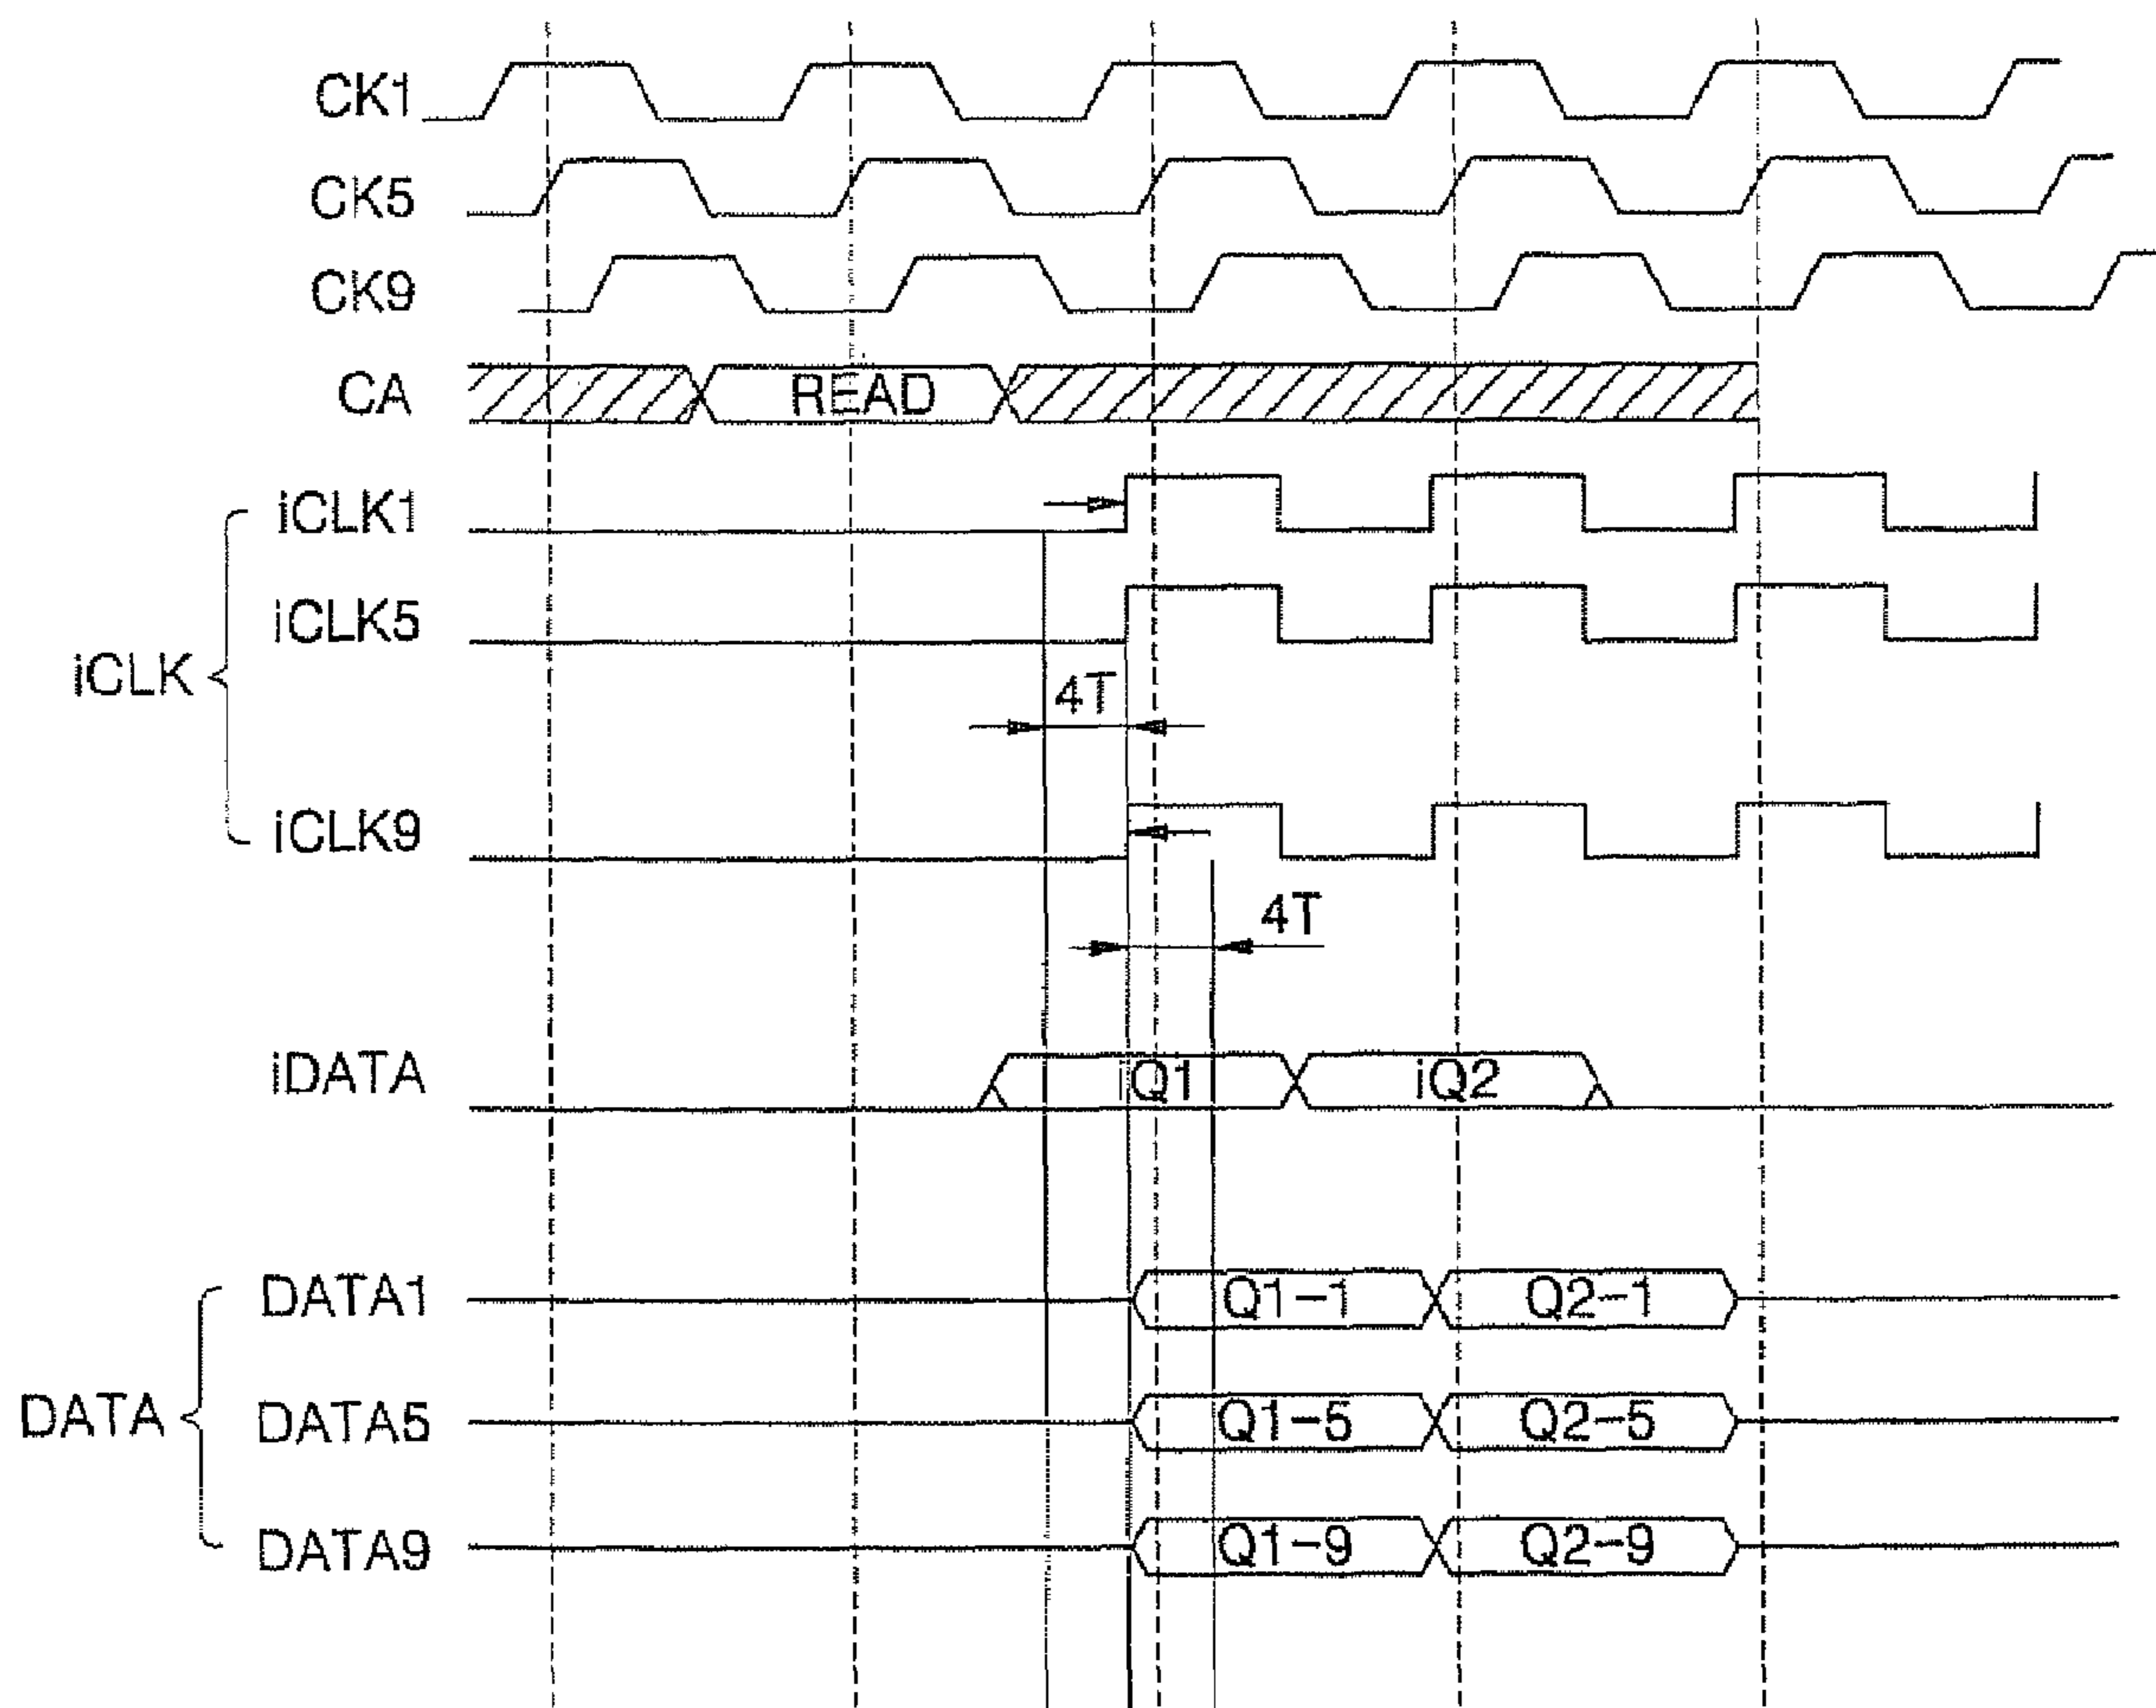 CK1
CK5
CK9
CA READ
iCLK1
iCLK5
iCLK
4T
iCLK9
4T
iDATA iQ1 iQ2
DATA1 Q1-1 Q2-1
DATA DATA5 Q1-5 Q2-5
DATA9 Q1-9 Q2-9